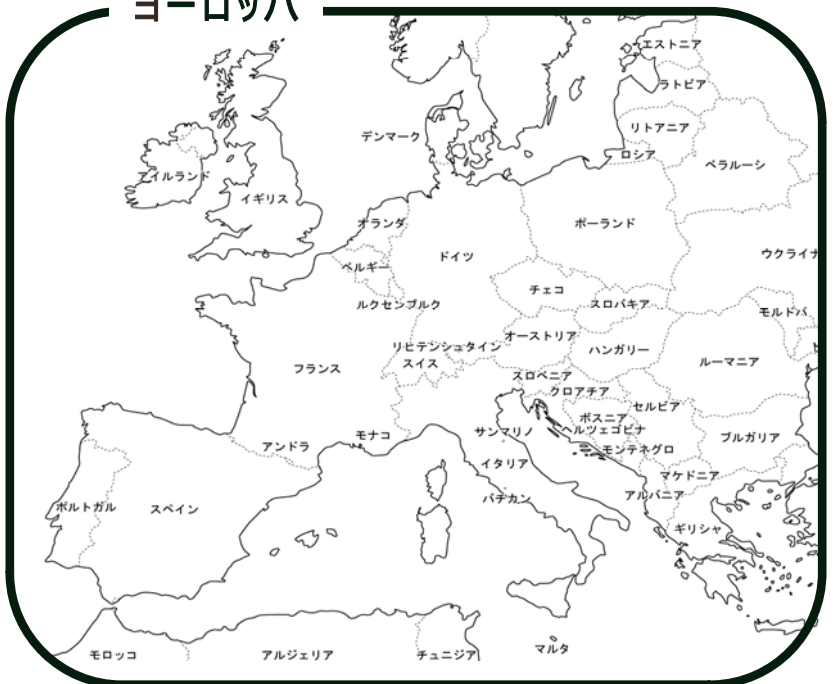 ヨーロッパ
エストニア
ラトビア
リトアニア
デンマーク
ロシア
ベラルーシ
アイルランド
イギリス
オランダ
ポーランド
ドイツ
ウクライナ
ベルギー
チェコ
ルクセンブルク
スロバキア
モルドバ
オーストリア
リヒテンシュタイン
ハンガリー
スイス
ルーマニア
フランス
スロベニア
クロアチア
セルビア
ボスニア
ヘルツェゴビナ
サンマリノ
モナコ
ブルガリア
アンドラ
モンテネグロ
イタリア
マケドニア
バチカン
アルバニア
ポルトガル
スペイン
ギリシャ
マルタ
モロッコ
アルジェリア
チュニジア